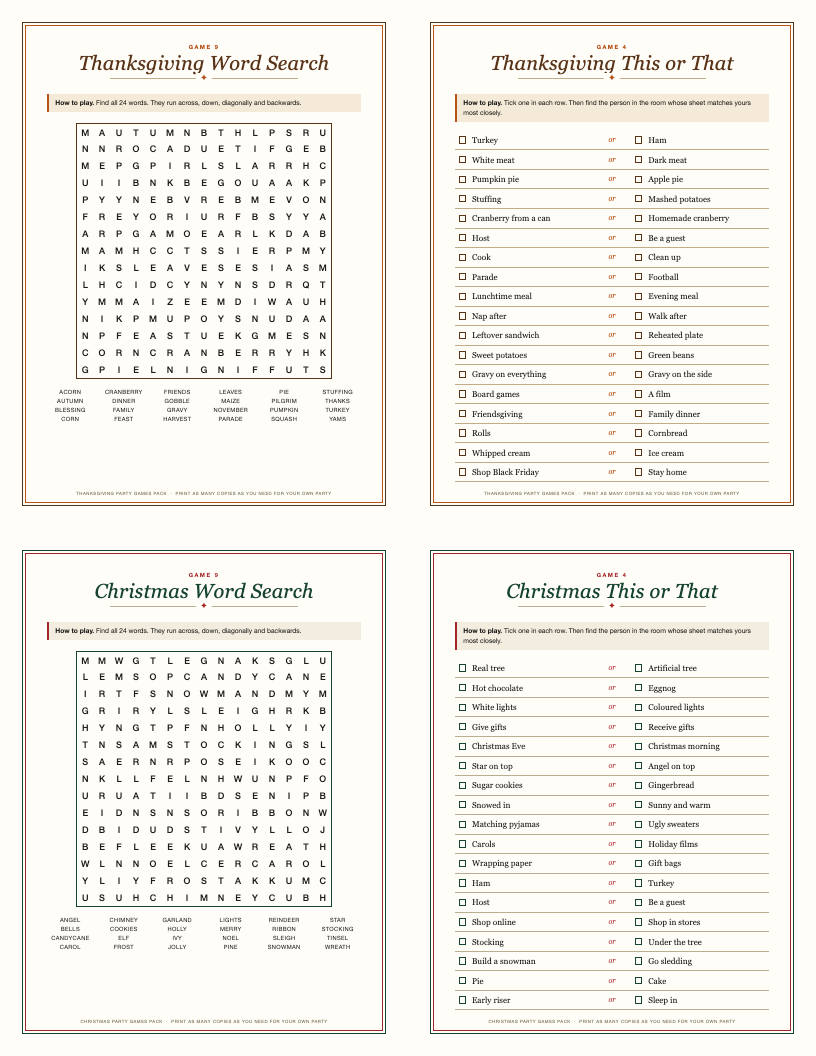 GAME 9
Thanksgiving Word Search
How to play. Find all 24 words. They run across, down, diagonally and backwards.
M A U T U M N B T H L P S R U
N N R O C A D U E T I F G E B
M E P G P I R L S L A R R H C
U I I B N K B E G O U A A K P
P Y Y N E B V R E B M E V O N
F R E Y O R I U R F B S Y Y A
A R P G A M O E A R L K D A B
M A M H C C T S S I E R P M Y
I K S L E A V E S E S I A S M
L H C I D C Y N Y N S D R Q T
Y M M A I Z E E M D I W A U H
N I K P M U P O Y S N U D A A
N P F E A S T U E K G M E S N
C O R N C R A N B E R R Y H K
G P I E L N I G N I F F U T S
ACORN CRANBERRY FRIENDS LEAVES PIE STUFFING
AUTUMN DINNER GOBBLE MAIZE PILGRIM THANKS
BLESSING FAMILY GRAVY NOVEMBER PUMPKIN TURKEY
CORN FEAST HARVEST PARADE SQUASH YAMS
THANKSGIVING PARTY GAMES PACK · PRINT AS MANY COPIES AS YOU NEED FOR YOUR OWN PARTY
GAME 4
Thanksgiving This or That
How to play. Tick one in each row. Then find the person in the room whose sheet matches yours
most closely.
Turkey or Ham
White meat or Dark meat
Pumpkin pie or Apple pie
Stuffing or Mashed potatoes
Cranberry from a can or Homemade cranberry
Host or Be a guest
Cook or Clean up
Parade or Football
Lunchtime meal or Evening meal
Nap after or Walk after
Leftover sandwich or Reheated plate
Sweet potatoes or Green beans
Gravy on everything or Gravy on the side
Board games or A film
Friendsgiving or Family dinner
Rolls or Cornbread
Whipped cream or Ice cream
Shop Black Friday or Stay home
THANKSGIVING PARTY GAMES PACK · PRINT AS MANY COPIES AS YOU NEED FOR YOUR OWN PARTY
GAME 9
Christmas Word Search
How to play. Find all 24 words. They run across, down, diagonally and backwards.
M M W G T L E G N A K S G L U
L E M S O P C A N D Y C A N E
I R T F S N O W M A N D M Y M
G R I R Y L S L E I G H R K B
H Y N G T P F N H O L L Y I Y
T N S A M S T O C K I N G S L
S A E R N R P O S E I K O O C
N K L L F E L N H W U N P F O
U R U A T I I B D S E N I P B
E I D N S N S O R I B B O N W
D B I D U D S T I V Y L L O J
B E F L E E K U A W R E A T H
W L N N O E L C E R C A R O L
Y L I Y F R O S T A K K U M C
U S U H C H I M N E Y C U B H
ANGEL CHIMNEY GARLAND LIGHTS REINDEER STAR
BELLS COOKIES HOLLY MERRY RIBBON STOCKING
CANDYCANE ELF IVY NOEL SLEIGH TINSEL
CAROL FROST JOLLY PINE SNOWMAN WREATH
CHRISTMAS PARTY GAMES PACK · PRINT AS MANY COPIES AS YOU NEED FOR YOUR OWN PARTY
GAME 4
Christmas This or That
How to play. Tick one in each row. Then find the person in the room whose sheet matches yours
most closely.
Real tree or Artificial tree
Hot chocolate or Eggnog
White lights or Coloured lights
Give gifts or Receive gifts
Christmas Eve or Christmas morning
Star on top or Angel on top
Sugar cookies or Gingerbread
Snowed in or Sunny and warm
Matching pyjamas or Ugly sweaters
Carols or Holiday films
Wrapping paper or Gift bags
Ham or Turkey
Host or Be a guest
Shop online or Shop in stores
Stocking or Under the tree
Build a snowman or Go sledding
Pie or Cake
Early riser or Sleep in
CHRISTMAS PARTY GAMES PACK · PRINT AS MANY COPIES AS YOU NEED FOR YOUR OWN PARTY